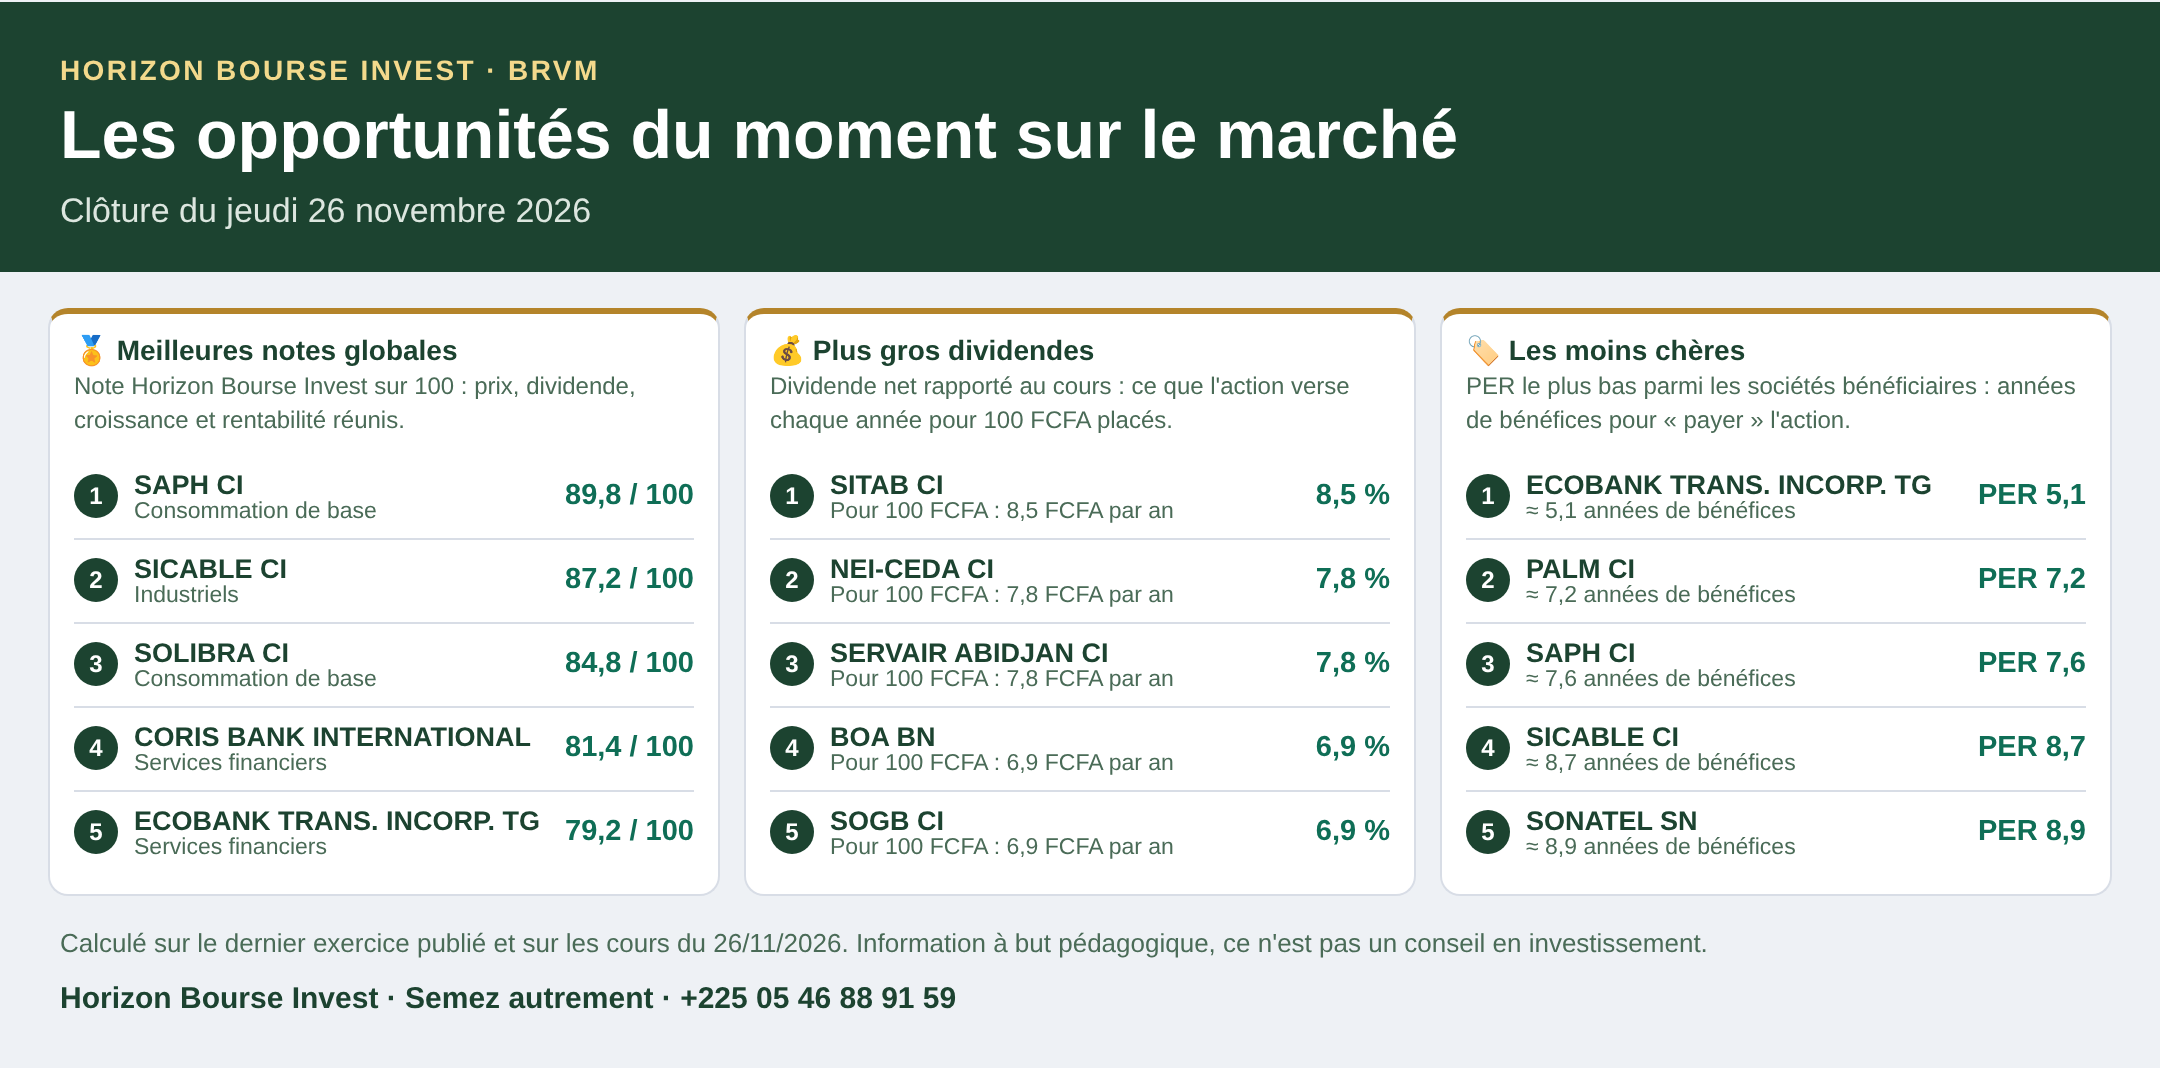 HORIZON BOURSE INVEST · BRVM
Les opportunités du moment sur le marché
Clôture du jeudi 26 novembre 2026
🏅 Meilleures notes globales
Note Horizon Bourse Invest sur 100 : prix, dividende,
croissance et rentabilité réunis.
1 SAPH CI 89,8 / 100
Consommation de base
2 SICABLE CI 87,2 / 100
Industriels
3 SOLIBRA CI 84,8 / 100
Consommation de base
4 CORIS BANK INTERNATIONAL 81,4 / 100
Services financiers
5 ECOBANK TRANS. INCORP. TG 79,2 / 100
Services financiers
💰 Plus gros dividendes
Dividende net rapporté au cours : ce que l'action verse
chaque année pour 100 FCFA placés.
1 SITAB CI 8,5 %
Pour 100 FCFA : 8,5 FCFA par an
2 NEI-CEDA CI 7,8 %
Pour 100 FCFA : 7,8 FCFA par an
3 SERVAIR ABIDJAN CI 7,8 %
Pour 100 FCFA : 7,8 FCFA par an
4 BOA BN 6,9 %
Pour 100 FCFA : 6,9 FCFA par an
5 SOGB CI 6,9 %
Pour 100 FCFA : 6,9 FCFA par an
🏷️ Les moins chères
PER le plus bas parmi les sociétés bénéficiaires : années
de bénéfices pour « payer » l'action.
1 ECOBANK TRANS. INCORP. TG PER 5,1
≈ 5,1 années de bénéfices
2 PALM CI PER 7,2
≈ 7,2 années de bénéfices
3 SAPH CI PER 7,6
≈ 7,6 années de bénéfices
4 SICABLE CI PER 8,7
≈ 8,7 années de bénéfices
5 SONATEL SN PER 8,9
≈ 8,9 années de bénéfices
Calculé sur le dernier exercice publié et sur les cours du 26/11/2026. Information à but pédagogique, ce n'est pas un conseil en investissement.
Horizon Bourse Invest · Semez autrement · +225 05 46 88 91 59